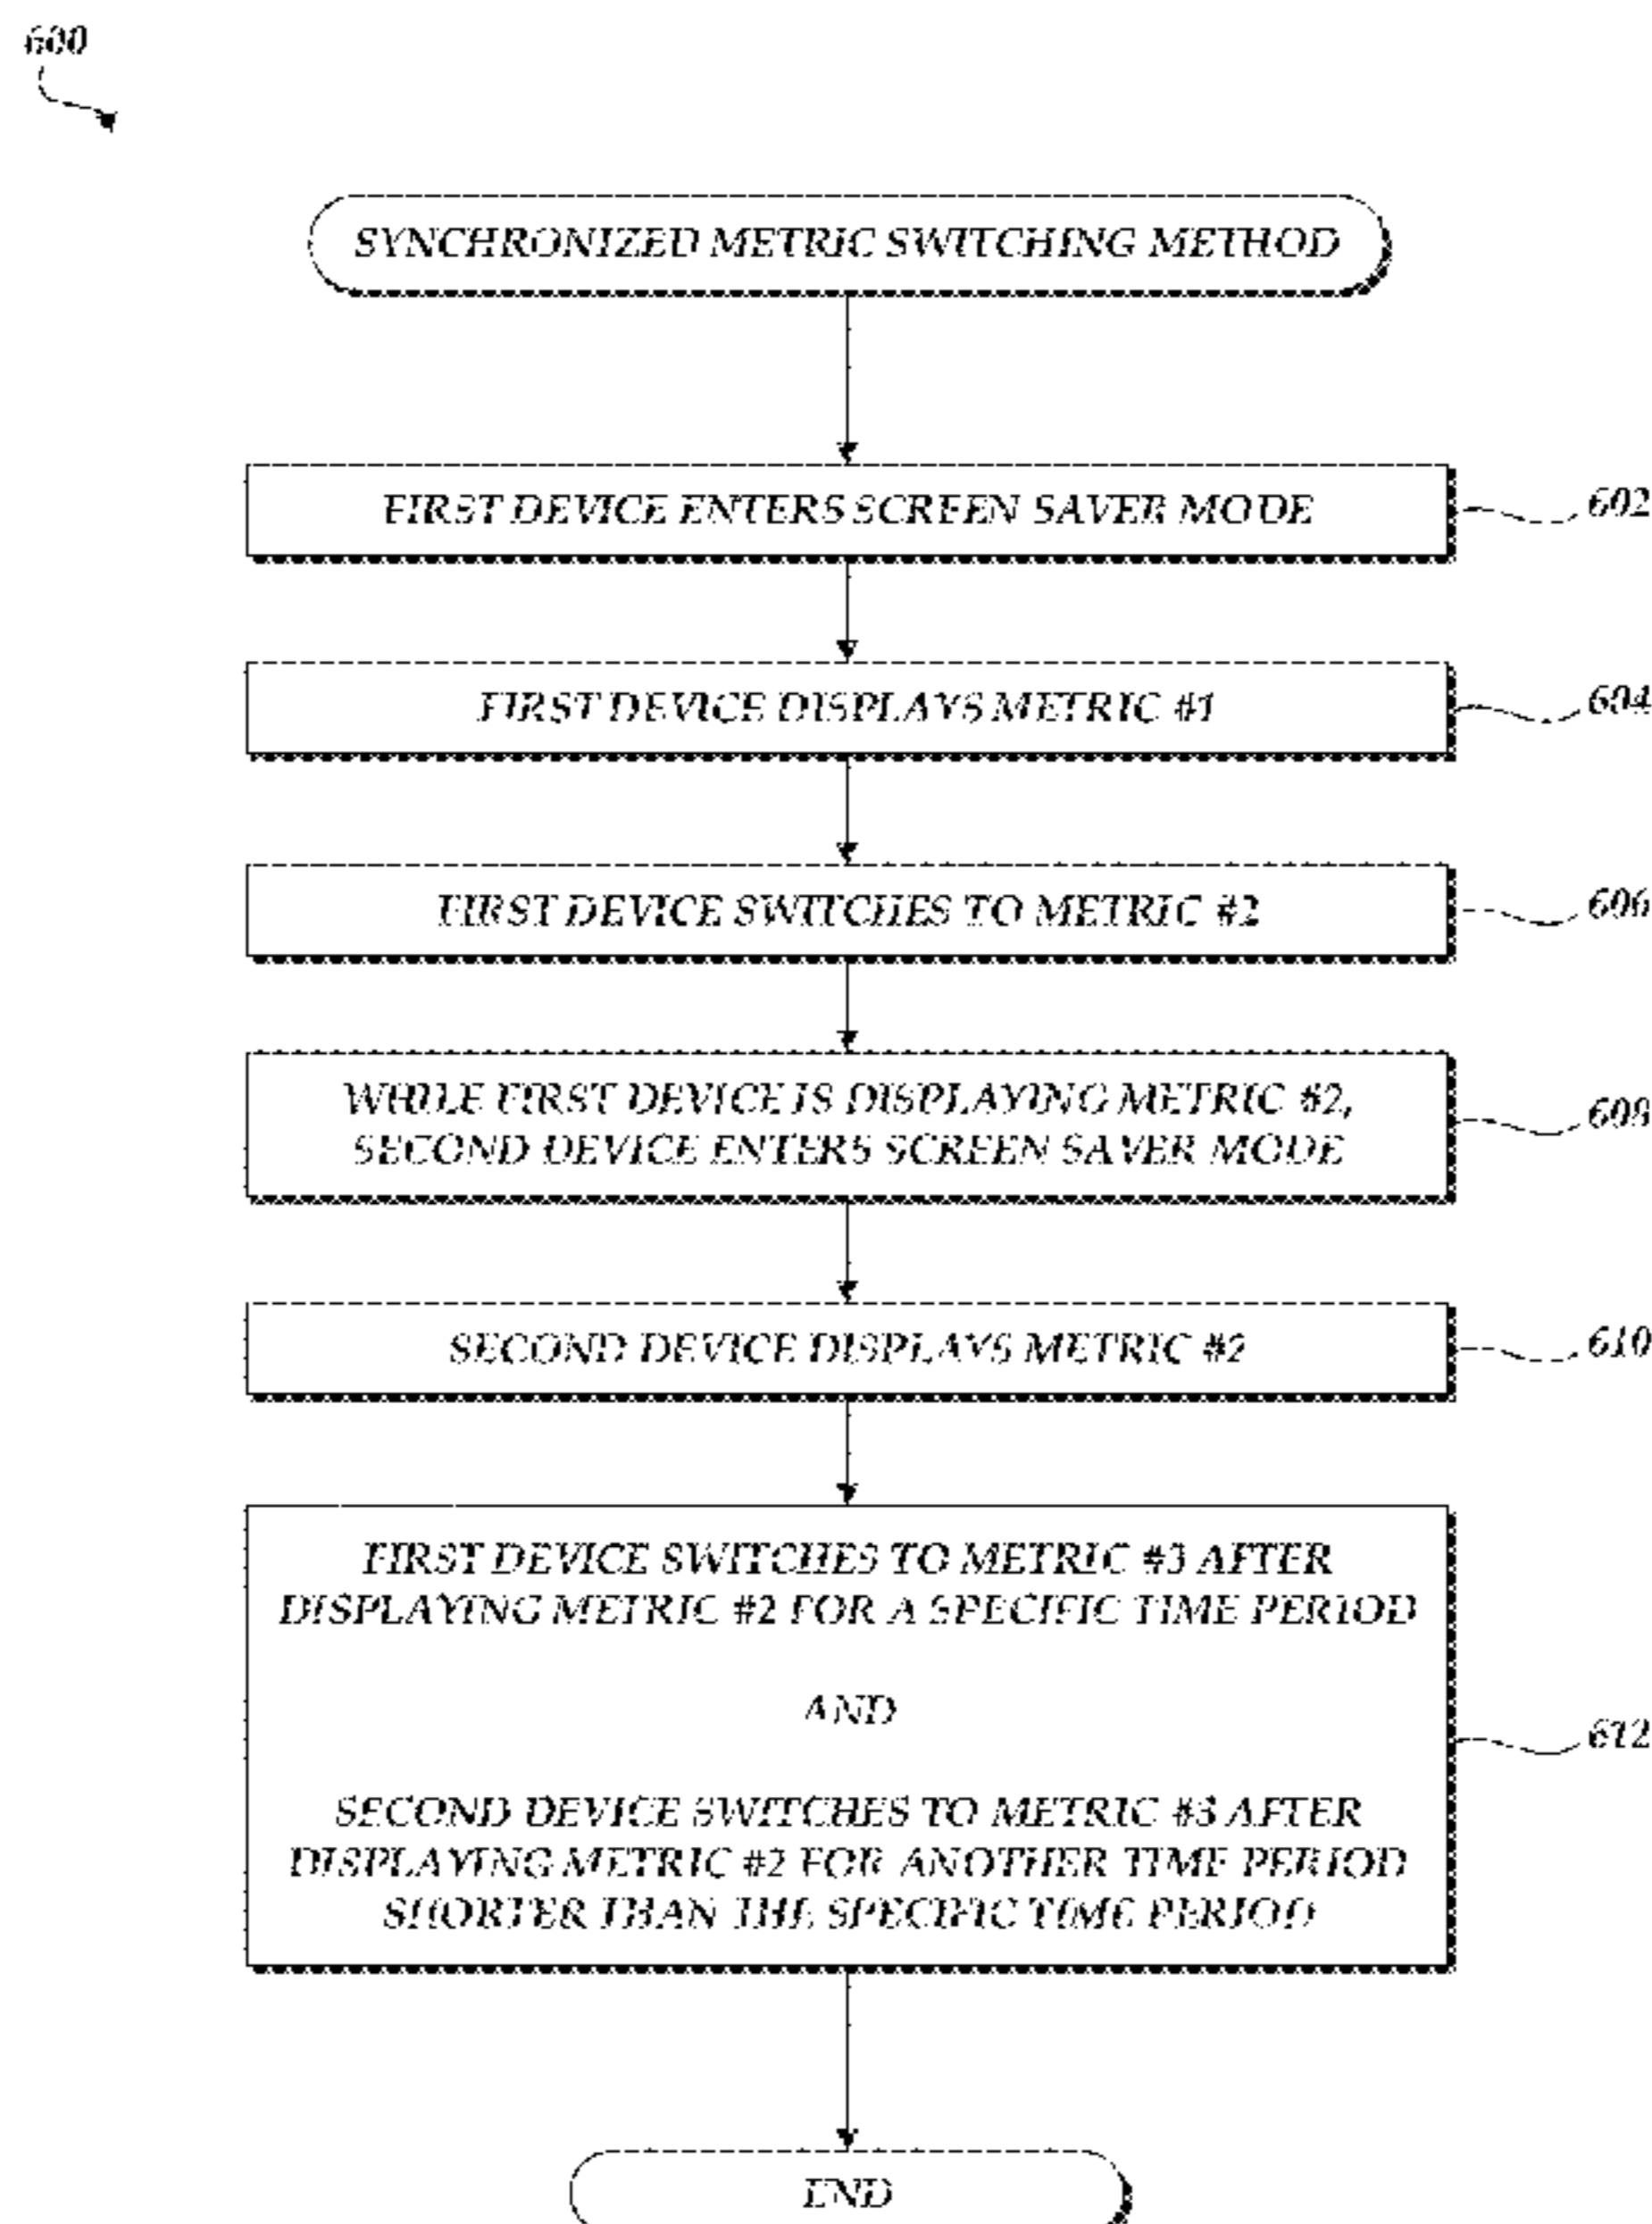 600
SYNCHRONIZED METRIC SWITCHING METHOD
FIRST DEVICE ENTERS SCREEN SAVER MODE
602
FIRST DEVICE DISPLAYS METRIC #1
604
FIRST DEVICE SWITCHES TO METRIC #2
606
WHILE FIRST DEVICE IS DISPLAYING METRIC #2,
SECOND DEVICE ENTERS SCREEN SAVER MODE
608
SECOND DEVICE DISPLAYS METRIC #2
610
FIRST DEVICE SWITCHES TO METRIC #3 AFTER
DISPLAYING METRIC #2 FOR A SPECIFIC TIME PERIOD
AND
SECOND DEVICE SWITCHES TO METRIC #3 AFTER
DISPLAYING METRIC #2 FOR ANOTHER TIME PERIOD
SHORTER THAN THE SPECIFIC TIME PERIOD
612
END